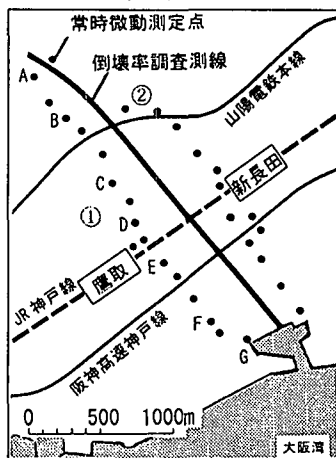 常時微動測定点
倒壊率調査測線
A
②
山陽電鉄本線
B
C
新長田
①
D
鷹取
E
JR神戸線
阪神高速神戸線
F
G
0 500 1000m
大阪湾